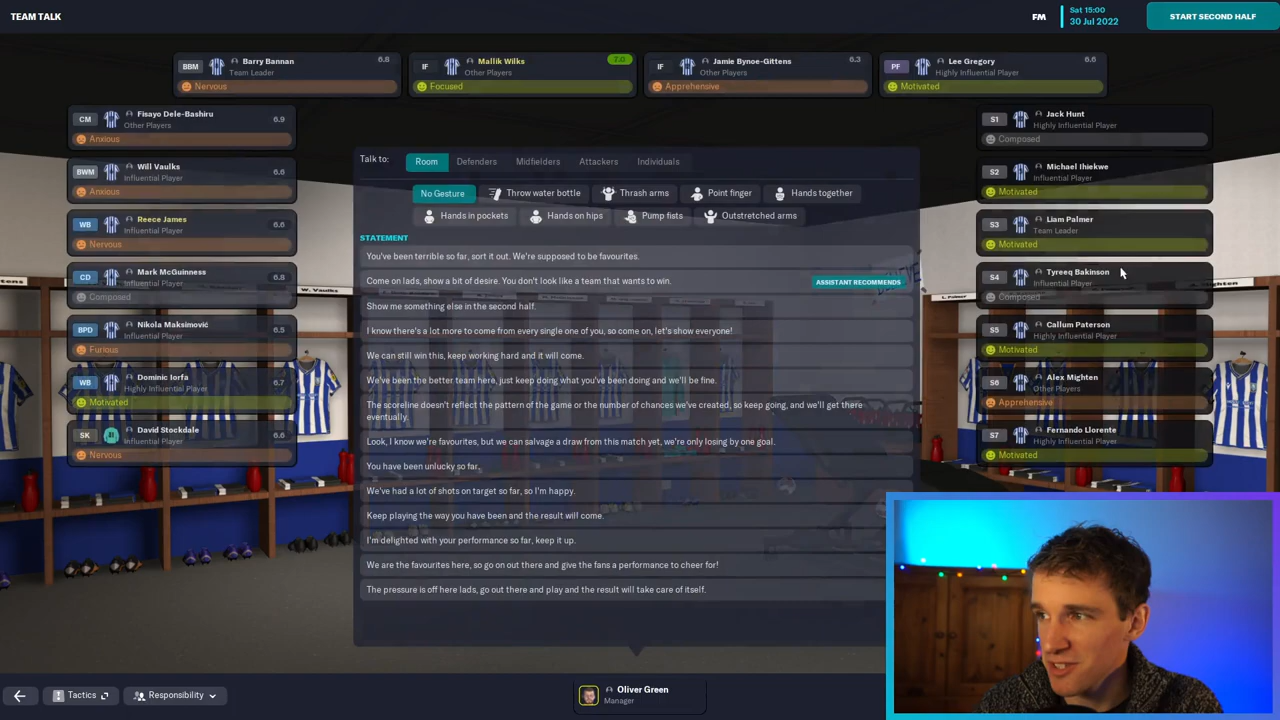 TEAM TALK
FM
Sat 15:00
30 Jul 2022
START SECOND HALF
BBM
Barry Bannan
Team Leader
6.8
Nervous
IF
Mallik Wilks
Other Players
7.0
Focused
IF
Jamie Bynoe-Gittens
Other Players
6.3
Apprehensive
PF
Lee Gregory
Highly Influential Player
6.6
Motivated
CM
Fisayo Dele-Bashiru
Other Players
6.9
Anxious
BWM
Will Vaulks
Influential Player
6.6
Anxious
WB
Reece James
Influential Player
6.6
Nervous
CD
Mark McGuinness
Influential Player
6.8
Composed
BPD
Nikola Maksimović
Influential Player
6.5
Furious
WB
Dominic Iorfa
Highly Influential Player
6.7
Motivated
SK
David Stockdale
Influential Player
6.6
Nervous
Talk to:
Room
Defenders
Midfielders
Attackers
Individuals
No Gesture
Throw water bottle
Thrash arms
Point finger
Hands together
Hands in pockets
Hands on hips
Pump fists
Outstretched arms
STATEMENT
You've been terrible so far, sort it out. We're supposed to be favourites.
Come on lads, show a bit of desire. You don't look like a team that wants to win.
ASSISTANT RECOMMENDS
Show me something else in the second half.
I know there's a lot more to come from every single one of you, so come on, let's show everyone!
We can still win this, keep working hard and it will come.
We've been the better team here, just keep doing what you've been doing and we'll be fine.
The scoreline doesn't reflect the pattern of the game or the number of chances we've created, so keep going, and we'll get there
eventually.
Look, I know we're favourites, but we can salvage a draw from this match yet, we're only losing by one goal.
You have been unlucky so far.
We've had a lot of shots on target so far, so I'm happy.
Keep playing the way you have been and the result will come.
I'm delighted with your performance so far, keep it up.
We are the favourites here, so go on out there and give the fans a performance to cheer for!
The pressure is off here lads, go out there and play and the result will take care of itself.
S1
Jack Hunt
Highly Influential Player
Composed
S2
Michael Ihiekwe
Influential Player
Motivated
S3
Liam Palmer
Team Leader
Motivated
S4
Tyreeq Bakinson
Influential Player
Composed
S5
Callum Paterson
Highly Influential Player
Motivated
S6
Alex Mighten
Other Players
Apprehensive
S7
Fernando Llorente
Highly Influential Player
Motivated
W. Vaulks
Tactics
Responsibility
Oliver Green
Manager